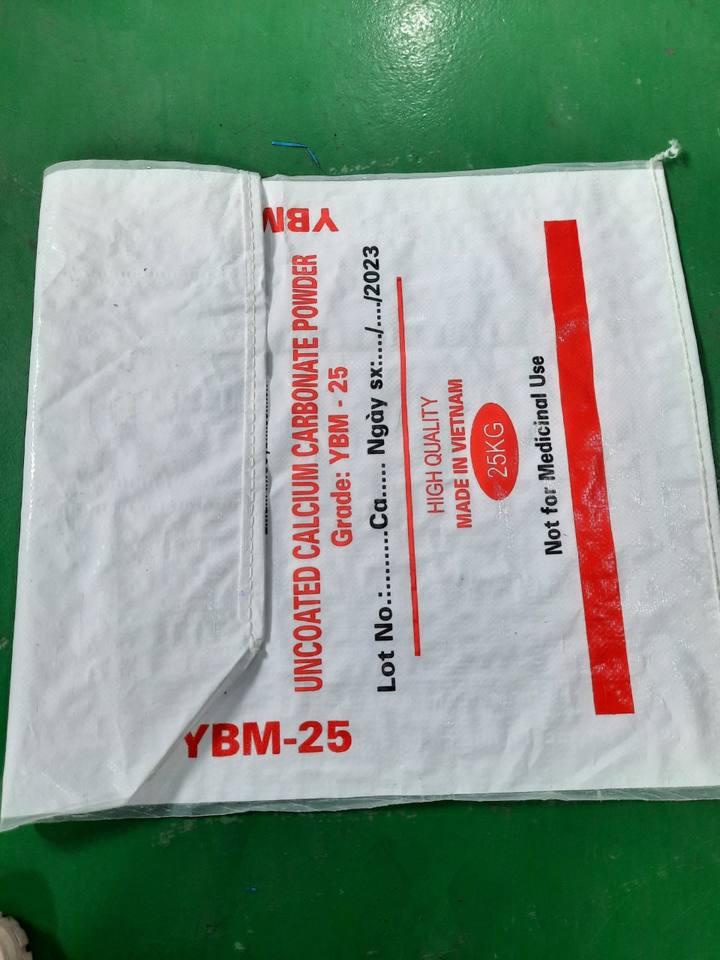 YBM
UNCOATED CALCIUM CARBONATE POWDER
Grade: YBM - 25
Lot No.:.........Ca..... Ngày sx:..../..../2023
HIGH QUALITY
MADE IN VIETNAM
25KG
Not for Medicinal Use
YBM-25